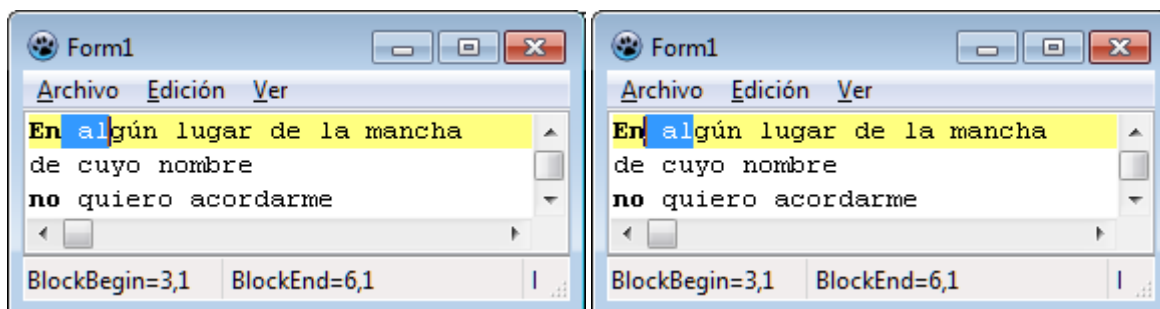 Form1
Archivo Edición Ver
En algún lugar de la mancha
de cuyo nombre
no quiero acordarme
BlockBegin=3,1 BlockEnd=6,1 I
Form1
Archivo Edición Ver
En algún lugar de la mancha
de cuyo nombre
no quiero acordarme
BlockBegin=3,1 BlockEnd=6,1 I